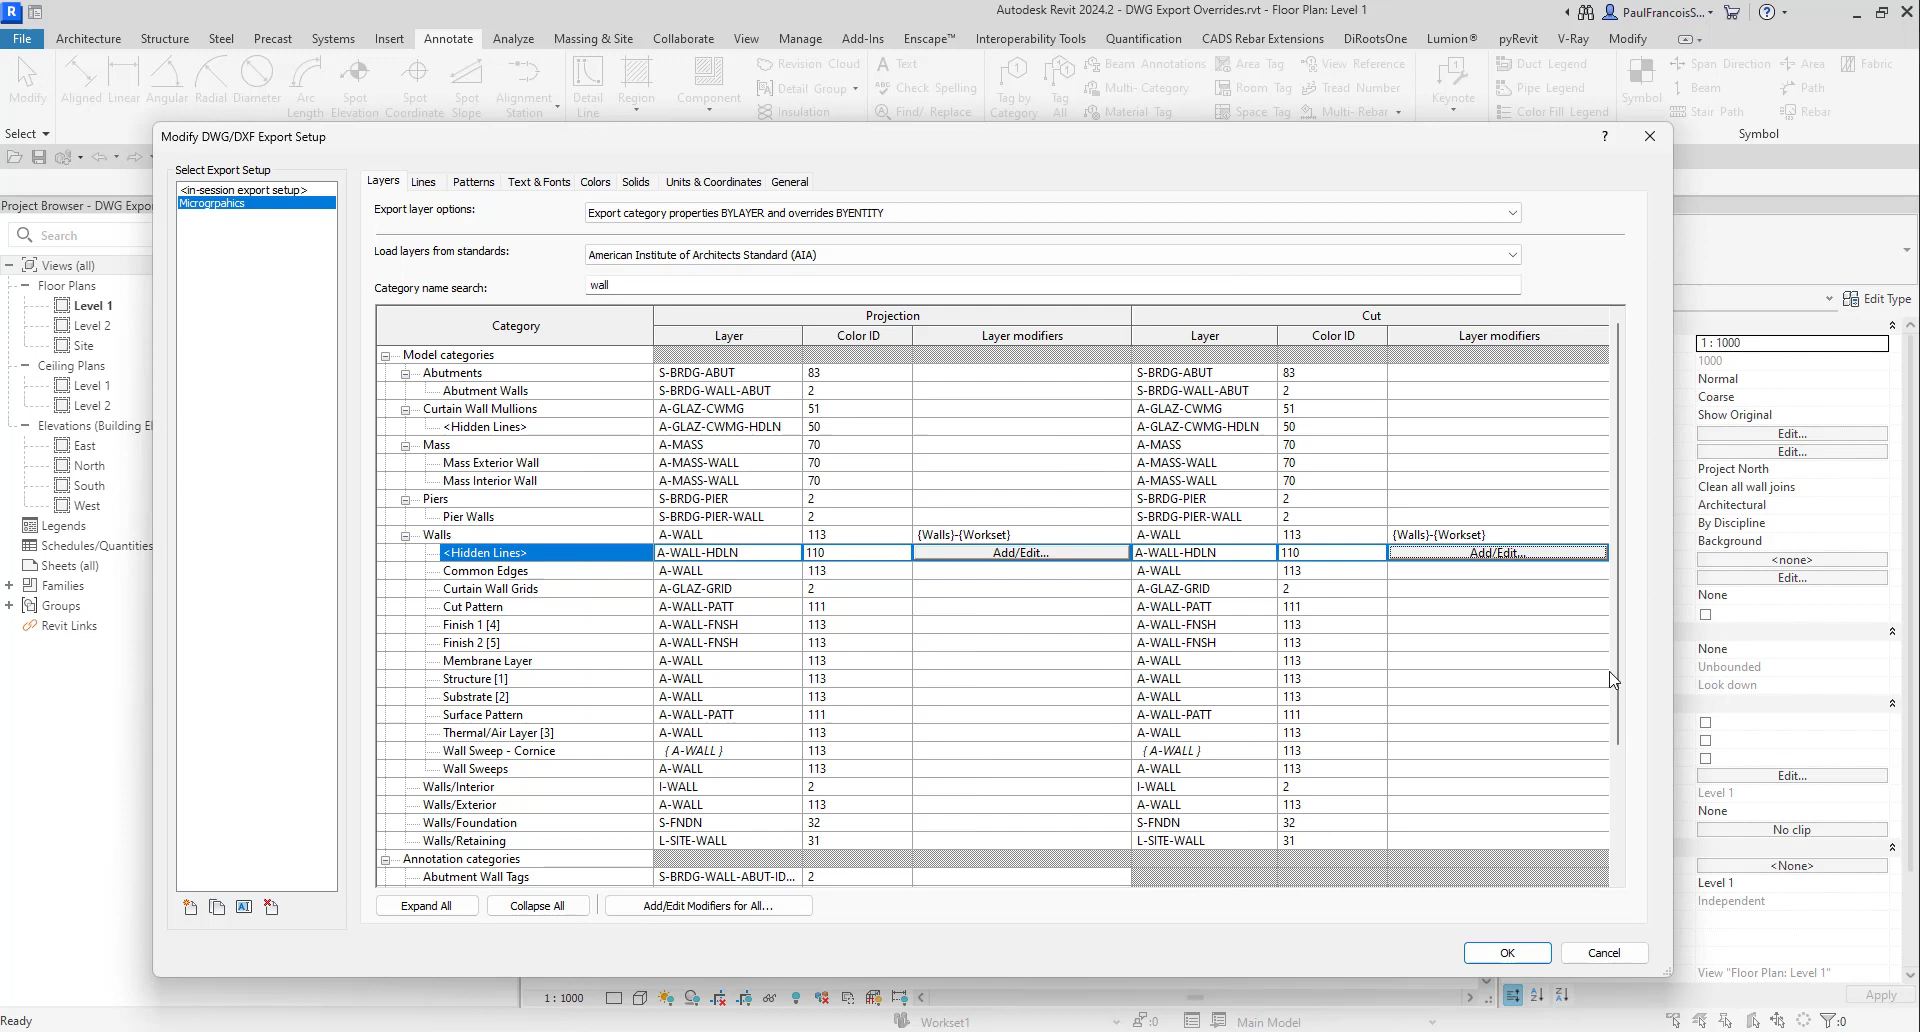 Autodesk Revit 2024.2 - DWG Export Overrides.rvt - Floor Plan: Level 1
PaulFrancoisS...
File Architecture Structure Steel Precast Systems Insert Annotate Analyze Massing & Site Collaborate View Manage Add-Ins Enscape™ Interoperability Tools Quantification CADS Rebar Extensions DiRootsOne Lumion® pyRevit V-Ray Modify
Revision Cloud Text Beam Annotations Area Tag View Reference Duct Legend Span Direction Area Fabric
Detail Group Check Spelling Multi- Category Room Tag Tread Number Pipe Legend Beam Path
Modify Aligned Linear Angular Radial Diameter Arc Length Spot Elevation Spot Coordinate Spot Slope Alignment Station Detail Line Region Component Insulation Find/ Replace Tag by Category Tag All Material Tag Space Tag Multi- Rebar Keynote Color Fill Legend Symbol Stair Path Rebar
Select
Symbol
Modify DWG/DXF Export Setup
Select Export Setup
<in-session export setup>
Microgrpahics
Project Browser - DWG Expo
Search
Views (all)
Floor Plans
Level 1
Level 2
Site
Ceiling Plans
Level 1
Level 2
Elevations (Building El
East
North
South
West
Legends
Schedules/Quantities
Sheets (all)
Families
Groups
Revit Links
Layers Lines Patterns Text & Fonts Colors Solids Units & Coordinates General
Export layer options: Export category properties BYLAYER and overrides BYENTITY
Load layers from standards: American Institute of Architects Standard (AIA)
Category name search: wall
Category Projection Cut
Layer Color ID Layer modifiers Layer Color ID Layer modifiers
Model categories
Abutments S-BRDG-ABUT 83 S-BRDG-ABUT 83
Abutment Walls S-BRDG-WALL-ABUT 2 S-BRDG-WALL-ABUT 2
Curtain Wall Mullions A-GLAZ-CWMG 51 A-GLAZ-CWMG 51
<Hidden Lines> A-GLAZ-CWMG-HDLN 50 A-GLAZ-CWMG-HDLN 50
Mass A-MASS 70 A-MASS 70
Mass Exterior Wall A-MASS-WALL 70 A-MASS-WALL 70
Mass Interior Wall A-MASS-WALL 70 A-MASS-WALL 70
Piers S-BRDG-PIER 2 S-BRDG-PIER 2
Pier Walls S-BRDG-PIER-WALL 2 S-BRDG-PIER-WALL 2
Walls A-WALL 113 {Walls}-{Workset} A-WALL 113 {Walls}-{Workset}
<Hidden Lines> A-WALL-HDLN 110 Add/Edit... A-WALL-HDLN 110 Add/Edit...
Common Edges A-WALL 113 A-WALL 113
Curtain Wall Grids A-GLAZ-GRID 2 A-GLAZ-GRID 2
Cut Pattern A-WALL-PATT 111 A-WALL-PATT 111
Finish 1 [4] A-WALL-FNSH 113 A-WALL-FNSH 113
Finish 2 [5] A-WALL-FNSH 113 A-WALL-FNSH 113
Membrane Layer A-WALL 113 A-WALL 113
Structure [1] A-WALL 113 A-WALL 113
Substrate [2] A-WALL 113 A-WALL 113
Surface Pattern A-WALL-PATT 111 A-WALL-PATT 111
Thermal/Air Layer [3] A-WALL 113 A-WALL 113
Wall Sweep - Cornice { A-WALL } 113 { A-WALL } 113
Wall Sweeps A-WALL 113 A-WALL 113
Walls/Interior I-WALL 2 I-WALL 2
Walls/Exterior A-WALL 113 A-WALL 113
Walls/Foundation S-FNDN 32 S-FNDN 32
Walls/Retaining L-SITE-WALL 31 L-SITE-WALL 31
Annotation categories
Abutment Wall Tags S-BRDG-WALL-ABUT-ID... 2
Expand All Collapse All Add/Edit Modifiers for All...
OK Cancel
Edit Type
1 : 1000
1000
Normal
Coarse
Show Original
Edit...
Edit...
Project North
Clean all wall joins
Architectural
By Discipline
Background
<none>
Edit...
None
None
Unbounded
Look down
Edit...
Level 1
None
No clip
<None>
Level 1
Independent
View "Floor Plan: Level 1"
Apply
1 : 1000
Ready Workset1 :0 Main Model :0